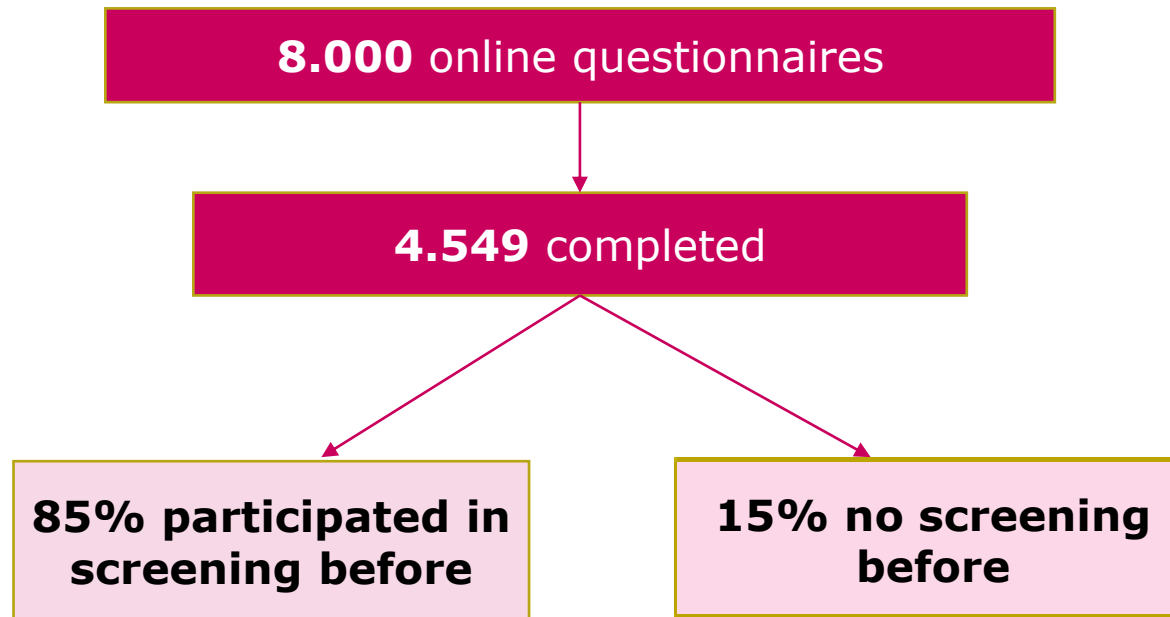 8.000 online questionnaires
4.549 completed
85% participated in
screening before
15% no screening
before